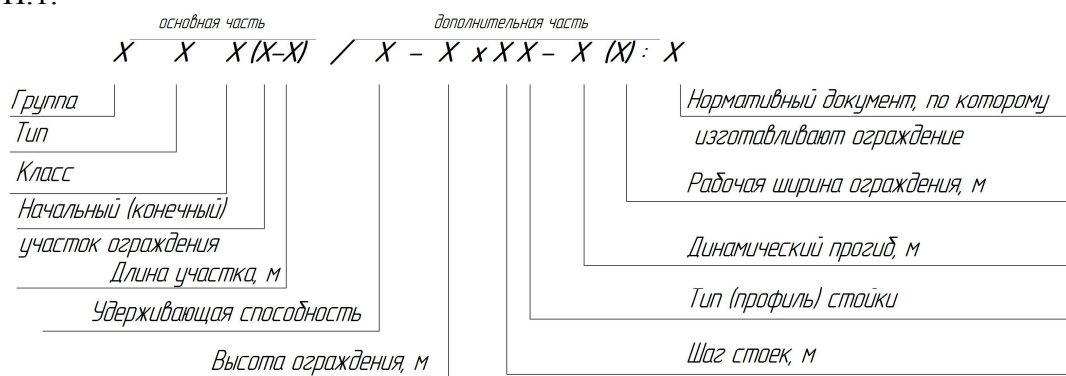 П.1.
основная часть дополнительная часть
X X X (X-X) / X - X x X X - X (X) : X
Группа
Тип
Класс
Начальный (конечный)
участок ограждения
Длина участка, м
Удерживающая способность
Высота ограждения, м
Нормативный документ, по которому
изготавливают ограждение
Рабочая ширина ограждения, м
Динамический прогиб, м
Тип (профиль) стойки
Шаг стоек, м